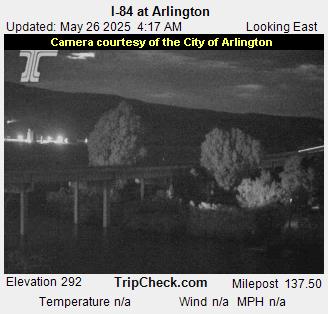 I-84 at Arlington
Updated: May 26 2025 4:17 AM Looking East
Camera courtesy of the City of Arlington
Elevation 292 TripCheck.com Milepost 137.50
Temperature n/a Wind n/a MPH n/a